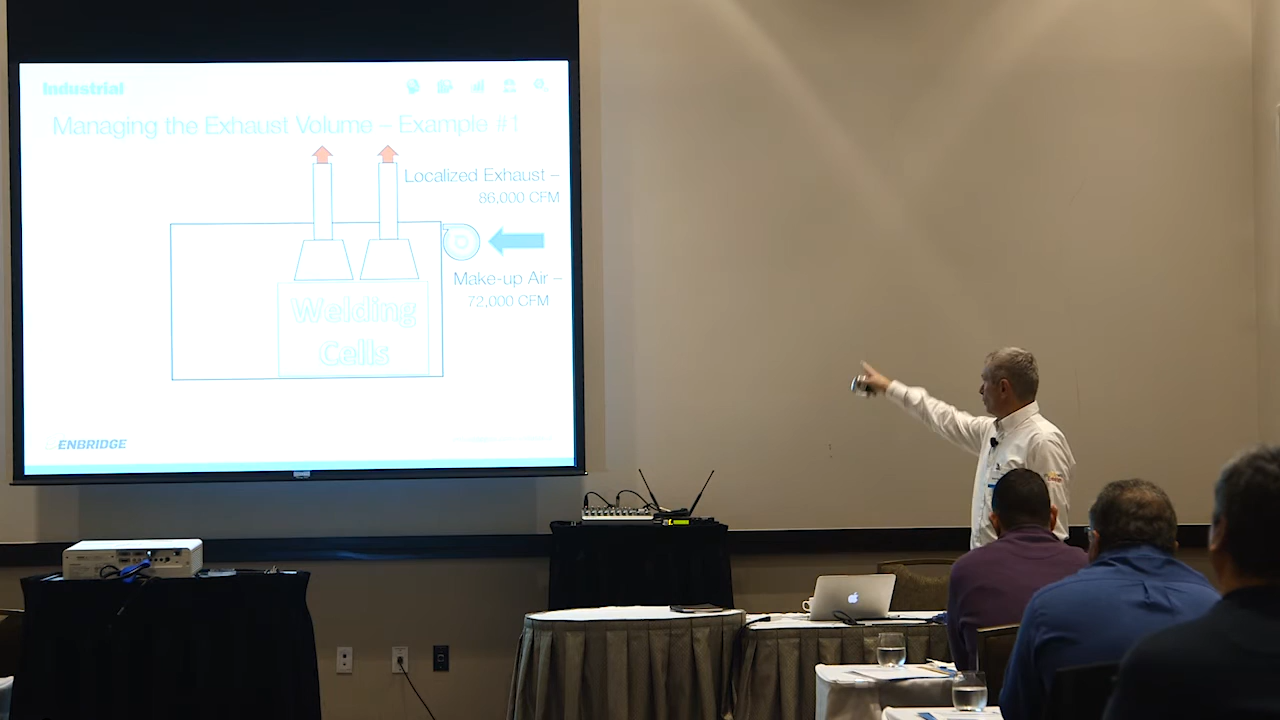 Industrial
Managing the Exhaust Volume – Example #1
Localized Exhaust –
86,000 CFM
Make-up Air –
72,000 CFM
Welding
Cells
ENBRIDGE